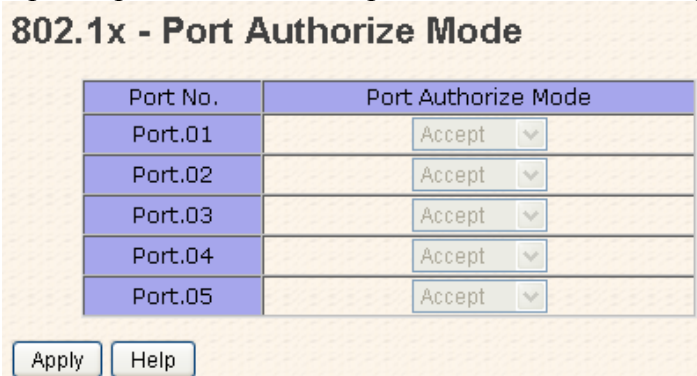 802.1x - Port Authorize Mode
Port No. Port Authorize Mode
Port.01 Accept
Port.02 Accept
Port.03 Accept
Port.04 Accept
Port.05 Accept
Apply Help